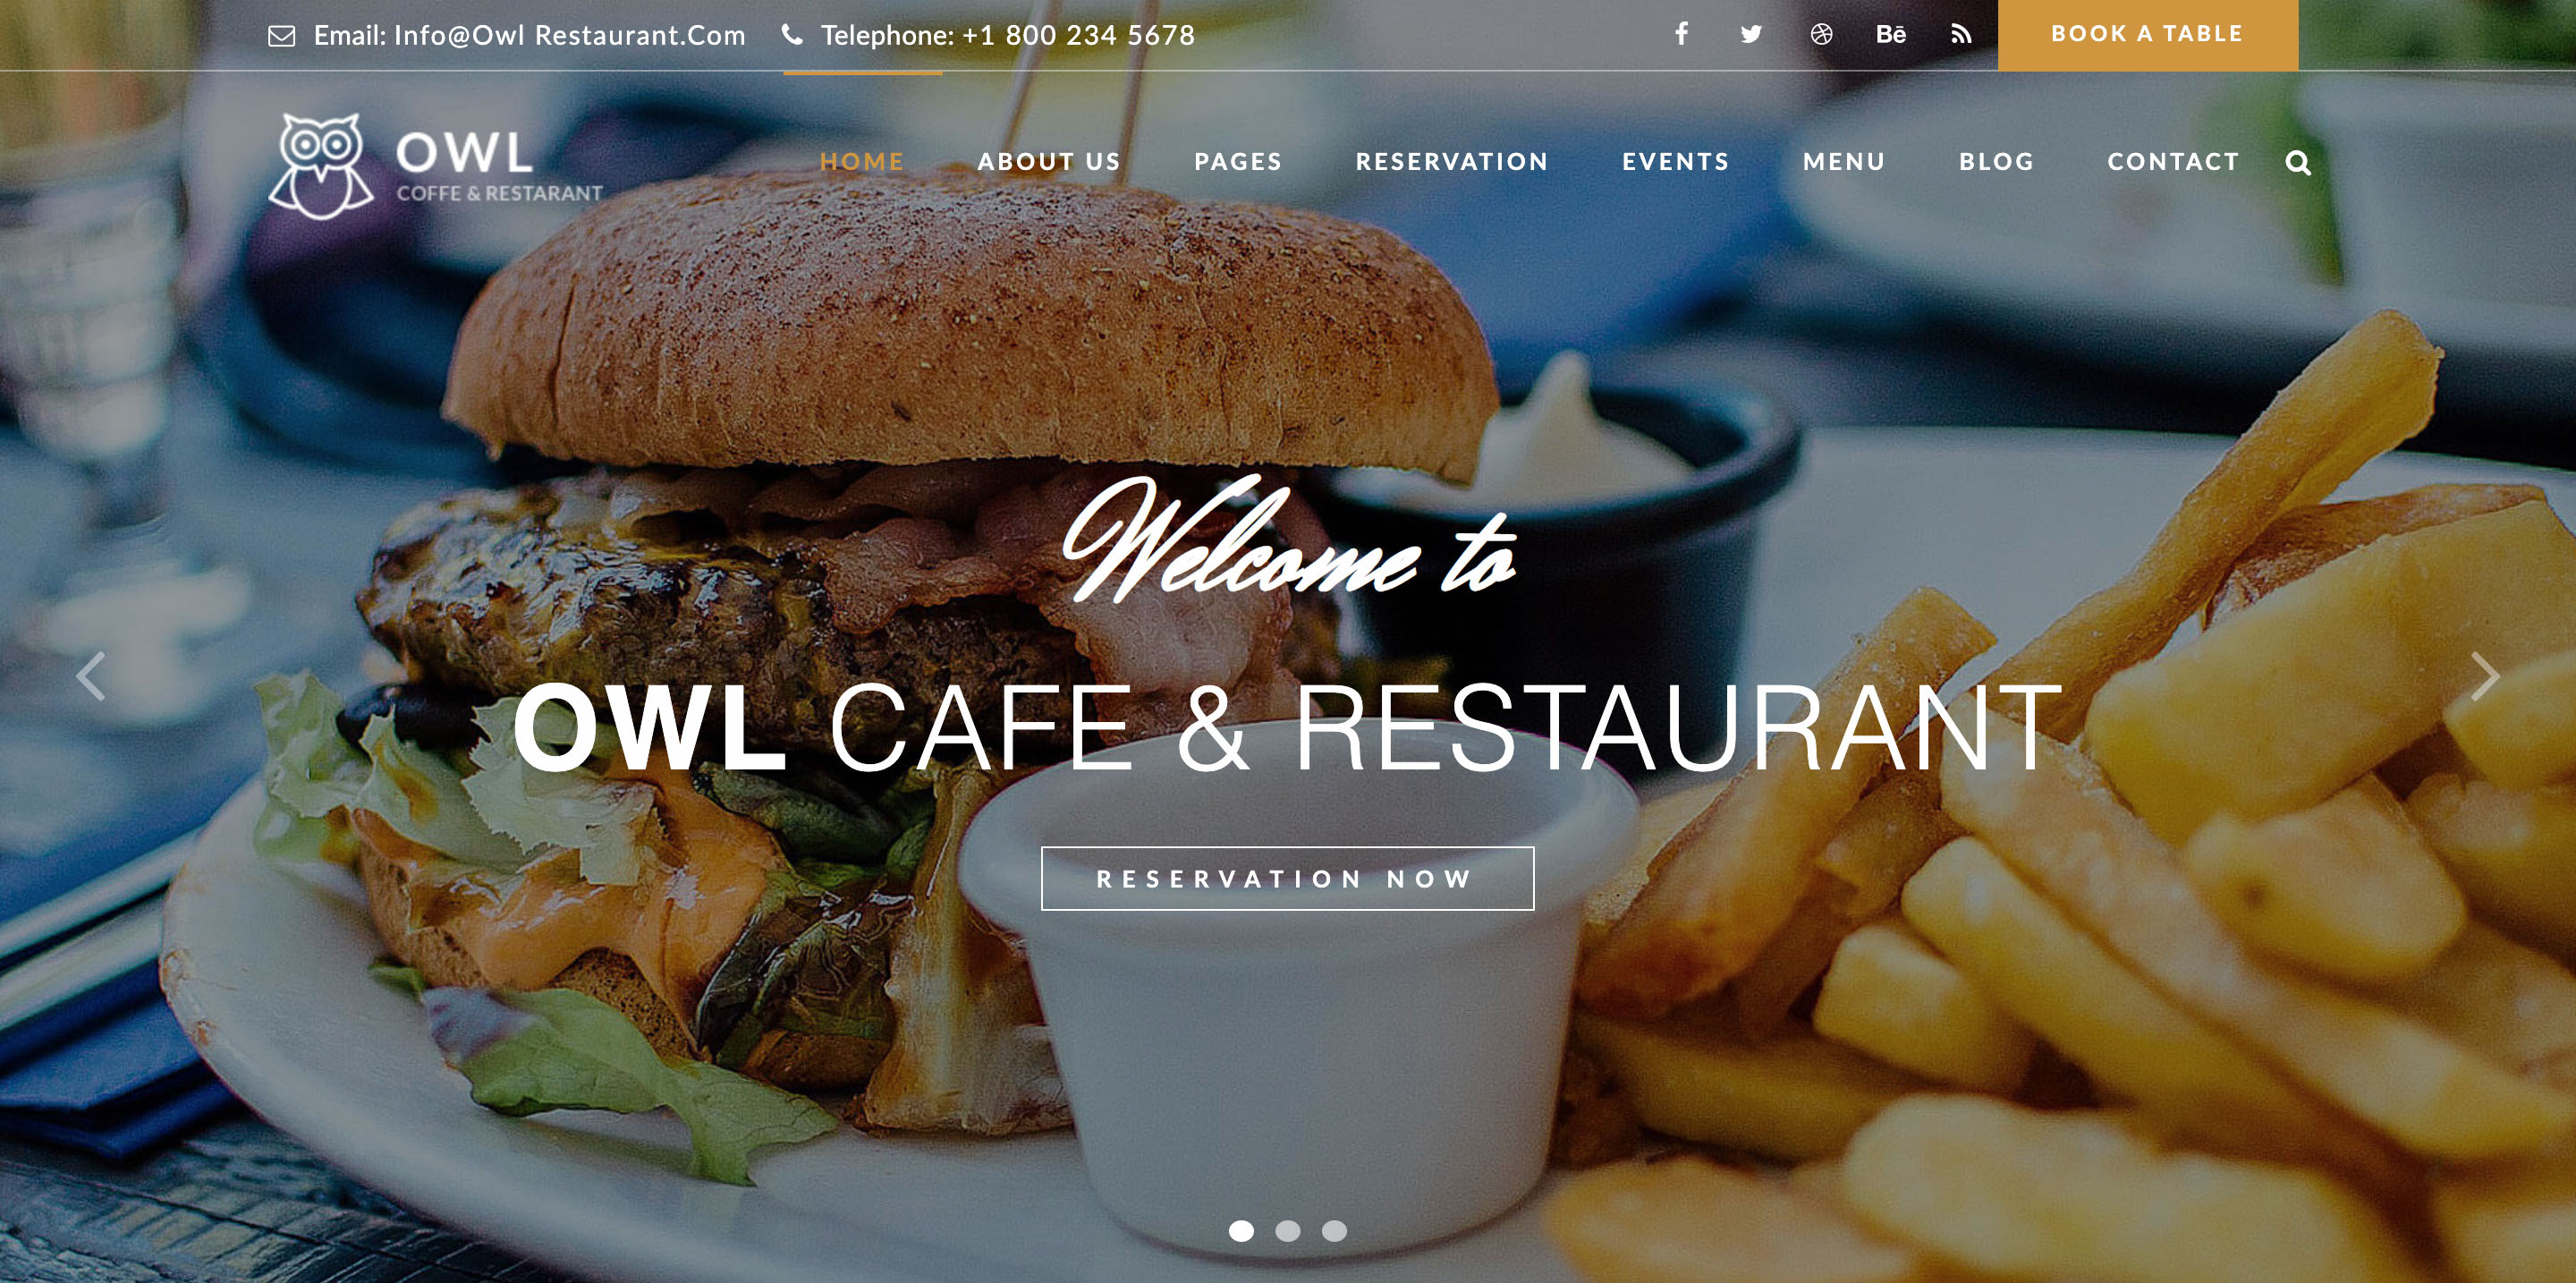 Email: Info@Owl Restaurant.Com
Telephone: +1 800 234 5678
Bē
BOOK A TABLE
OWL
COFFE & RESTARANT
HOME
ABOUT US
PAGES
RESERVATION
EVENTS
MENU
BLOG
CONTACT
Welcome to
OWL CAFE & RESTAURANT
RESERVATION NOW